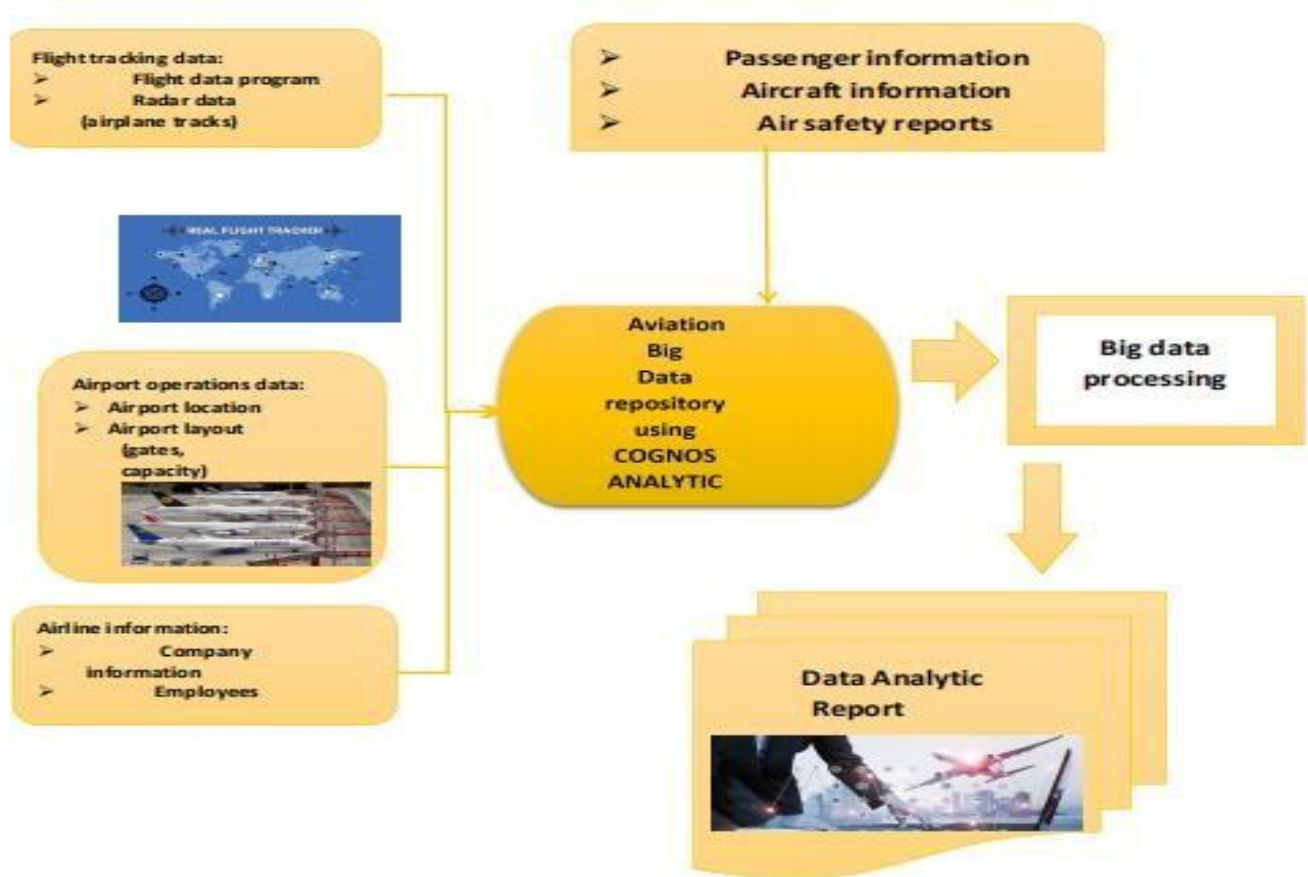 Flight tracking data:
➤ Flight data program
➤ Radar data
(airplane tracks)
➤ Passenger information
➤ Aircraft information
➤ Air safety reports
REAL FLIGHT TRACKER
Airport operations data:
➤ Airport location
➤ Airport layout
(gates,
capacity)
Aviation
Big
Data
repository
using
COGNOS
ANALYTIC
Big data
processing
Airline information:
➤ Company
information
➤ Employees
Data Analytic
Report